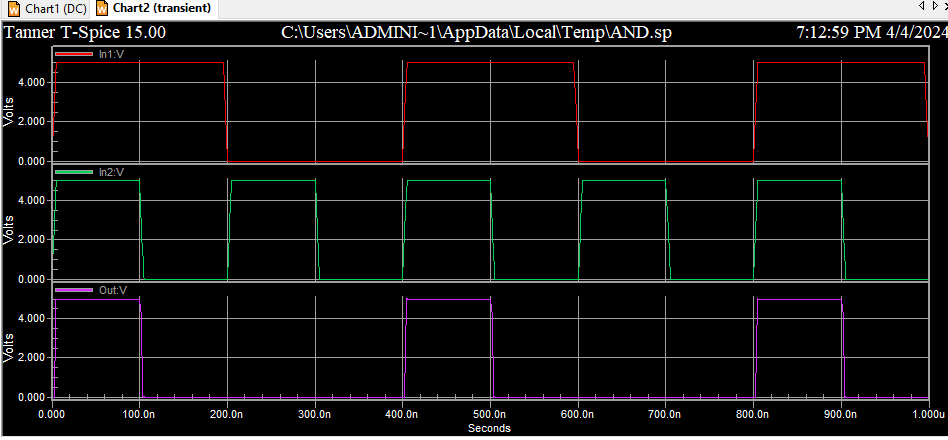 Chart1 (DC) Chart2 (transient)
Tanner T-Spice 15.00 C:\Users\ADMINI~1\AppData\Local\Temp\AND.sp 7:12:59 PM 4/4/2024
In1:V
Volts
4.000
2.000
0.000
In2:V
Volts
4.000
2.000
0.000
Out:V
Volts
4.000
2.000
0.000
0.000 100.0n 200.0n 300.0n 400.0n 500.0n 600.0n 700.0n 800.0n 900.0n 1.000u
Seconds